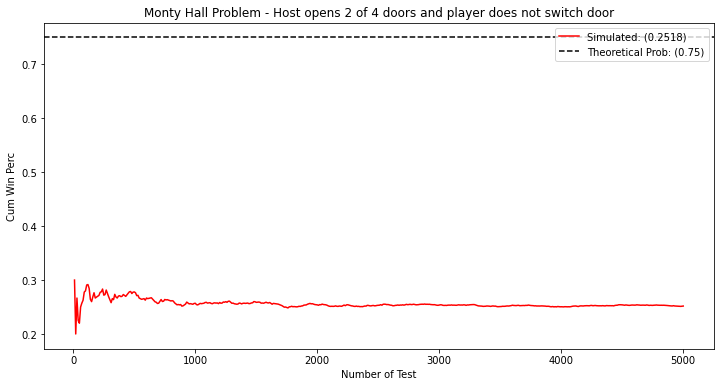 Monty Hall Problem - Host opens 2 of 4 doors and player does not switch door
Simulated: (0.2518)
Theoretical Prob: (0.75)
Cum Win Perc
0.7
0.6
0.5
0.4
0.3
0.2
0 1000 2000 3000 4000 5000
Number of Test